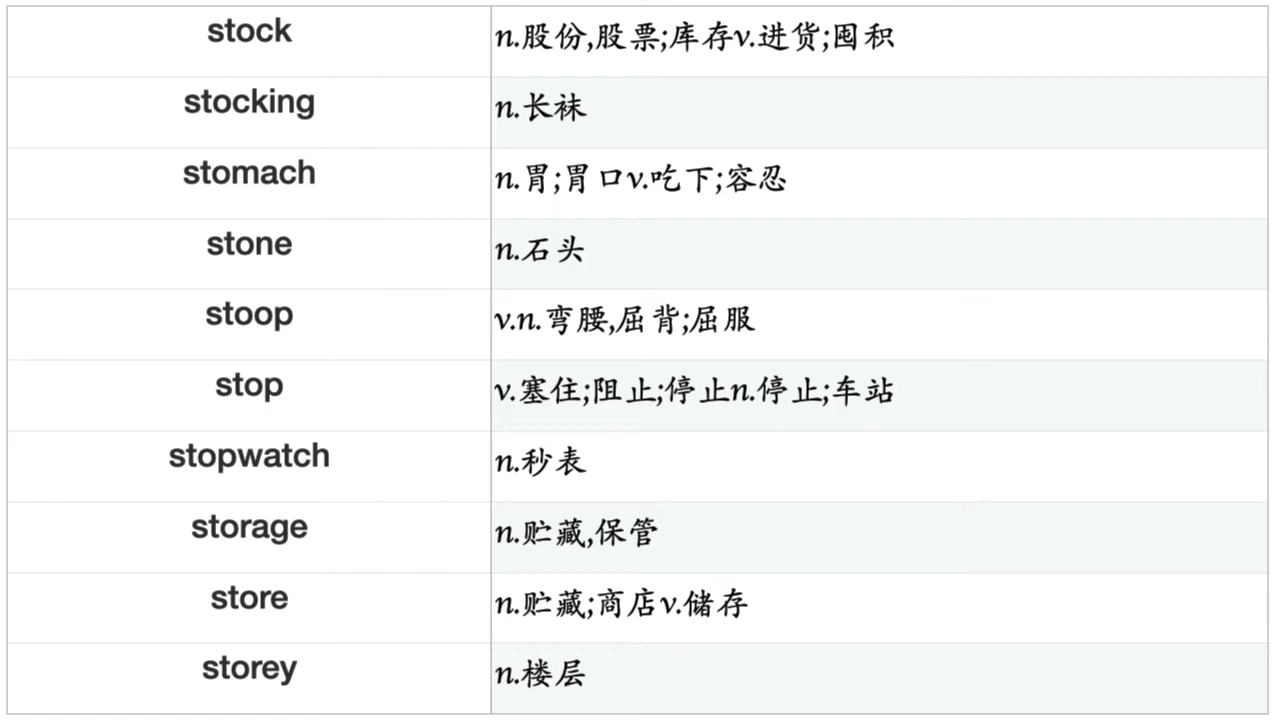 stock n.股份,股票;库存v.进货;囤积
stocking n.长袜
stomach n.胃;胃口v.吃下;容忍
stone n.石头
stoop v.n.弯腰,屈背;屈服
stop v.塞住;阻止;停止n.停止;车站
stopwatch n.秒表
storage n.贮藏,保管
store n.贮藏;商店v.储存
storey n.楼层